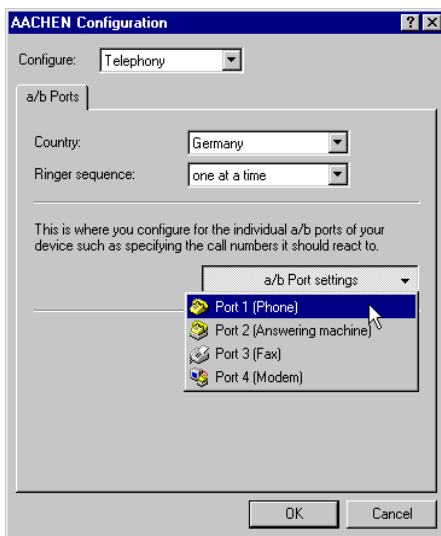 AACHEN Configuration
Configure: Telephony
a/b Ports
Country: Germany
Ringer sequence: one at a time
This is where you configure for the individual a/b ports of your
device such as specifying the call numbers it should react to.
a/b Port settings
Port 1 (Phone)
Port 2 (Answering machine)
Port 3 (Fax)
Port 4 (Modem)
OK Cancel